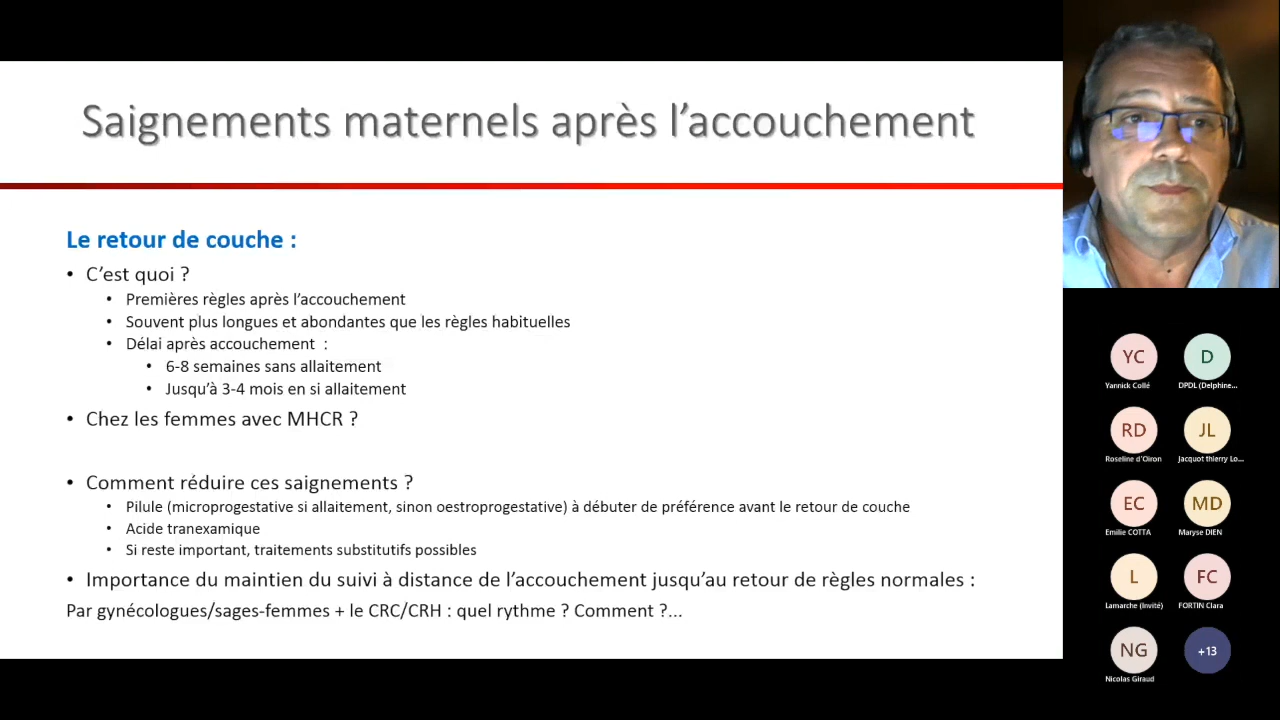 Saignements maternels après l'accouchement
Le retour de couche :
• C'est quoi ?
• Premières règles après l'accouchement
• Souvent plus longues et abondantes que les règles habituelles
• Délai après accouchement :
• 6-8 semaines sans allaitement
• Jusqu'à 3-4 mois en si allaitement
• Chez les femmes avec MHCR ?
• Comment réduire ces saignements ?
• Pilule (microprogestative si allaitement, sinon oestroprogestative) à débuter de préférence avant le retour de couche
• Acide tranexamique
• Si reste important, traitements substitutifs possibles
• Importance du maintien du suivi à distance de l'accouchement jusqu'au retour de règles normales :
Par gynécologues/sages-femmes + le CRC/CRH : quel rythme ? Comment ?...
YC
Yannick Collé
D
DPDL (Delphine...
RD
Roseline d'Oiron
JL
Jacquot thierry Lo...
EC
Emilie COTTA
MD
Maryse DIEN
L
Lamarche (Invité)
FC
FORTIN Clara
NG
Nicolas Giraud
+13